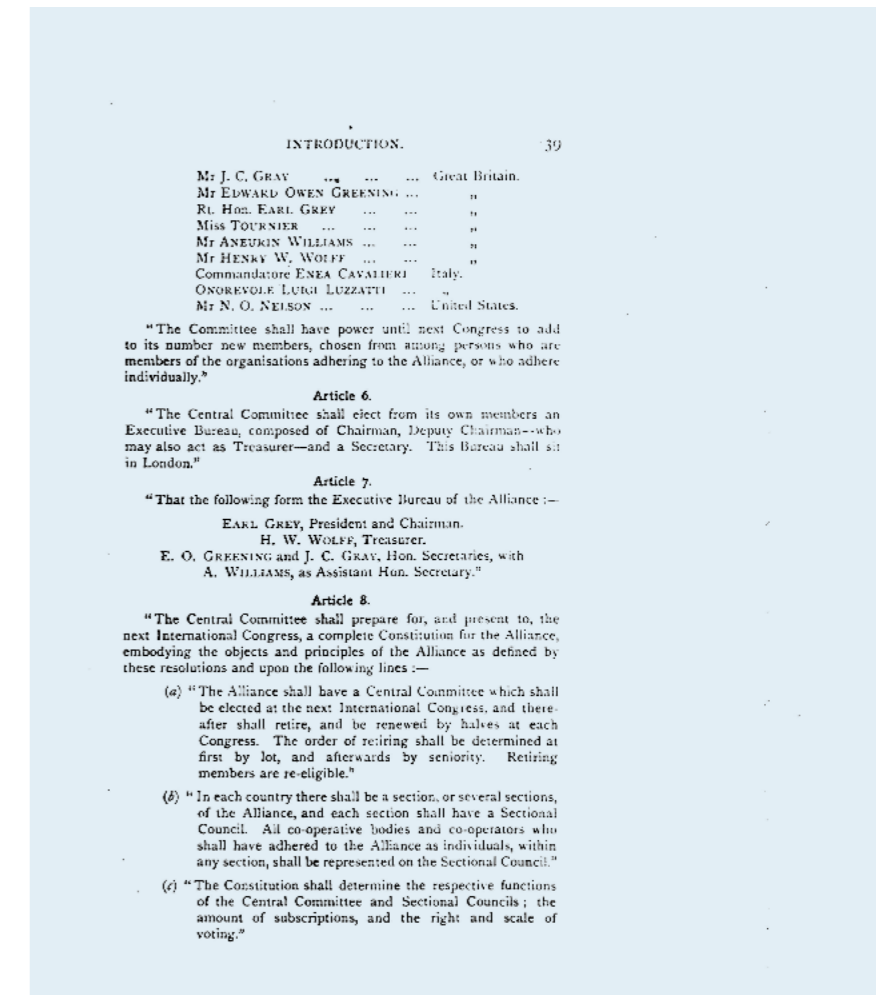 INTRODUCTION. 39
Mr J. C. GRAY ... ... ... Great Britain.
Mr EDWARD OWEN GREENING ... „
Rt. Hon. EARL GREY ... ... „
Miss TOURNIER ... ... ... „
Mr ANEURIN WILLIAMS ... ... „
Mr HENRY W. WOLFF ... ... „
Commandatore ENEA CAVALIERI Italy.
ONOREVOLE LUIGI LUZZATTI ... „
Mr N. O. NELSON ... ... ... United States.
"The Committee shall have power until next Congress to add
to its number new members, chosen from among persons who are
members of the organisations adhering to the Alliance, or who adhere
individually."
Article 6.
"The Central Committee shall elect from its own members an
Executive Bureau, composed of Chairman, Deputy Chairman--who
may also act as Treasurer—and a Secretary. This Bureau shall sit
in London."
Article 7.
"That the following form the Executive Bureau of the Alliance :—
EARL GREY, President and Chairman.
H. W. WOLFF, Treasurer.
E. O. GREENING and J. C. GRAY, Hon. Secretaries, with
A. WILLIAMS, as Assistant Hon. Secretary."
Article 8.
"The Central Committee shall prepare for, and present to, the
next International Congress, a complete Constitution for the Alliance,
embodying the objects and principles of the Alliance as defined by
these resolutions and upon the following lines :—
(a) "The Alliance shall have a Central Committee which shall
be elected at the next International Congress, and there-
after shall retire, and be renewed by halves at each
Congress. The order of retiring shall be determined at
first by lot, and afterwards by seniority. Retiring
members are re-eligible."
(b) "In each country there shall be a section, or several sections,
of the Alliance, and each section shall have a Sectional
Council. All co-operative bodies and co-operators who
shall have adhered to the Alliance as individuals, within
any section, shall be represented on the Sectional Council."
(c) "The Constitution shall determine the respective functions
of the Central Committee and Sectional Councils ; the
amount of subscriptions, and the right and scale of
voting."